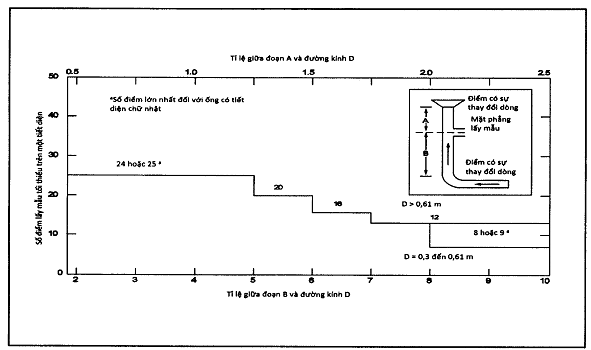 Tỉ lệ giữa đoạn A và đường kính D
0.5 1.0 1.5 2.0 2.5
50
40
30
20
10
0
Số điểm lấy mẫu tối thiểu trên một tiết diện
*Số điểm lớn nhất đối với ống có tiết
diện chữ nhật
24 hoặc 25 ª
20
16
12
8 hoặc 9 ª
D > 0,61 m
D = 0,3 đến 0,61 m
A
B
Điểm có sự
thay đổi dòng
Mặt phẳng
lấy mẫu
Điểm có sự
thay đổi dòng
2 3 4 5 6 7 8 9 10
Tỉ lệ giữa đoạn B và đường kính D